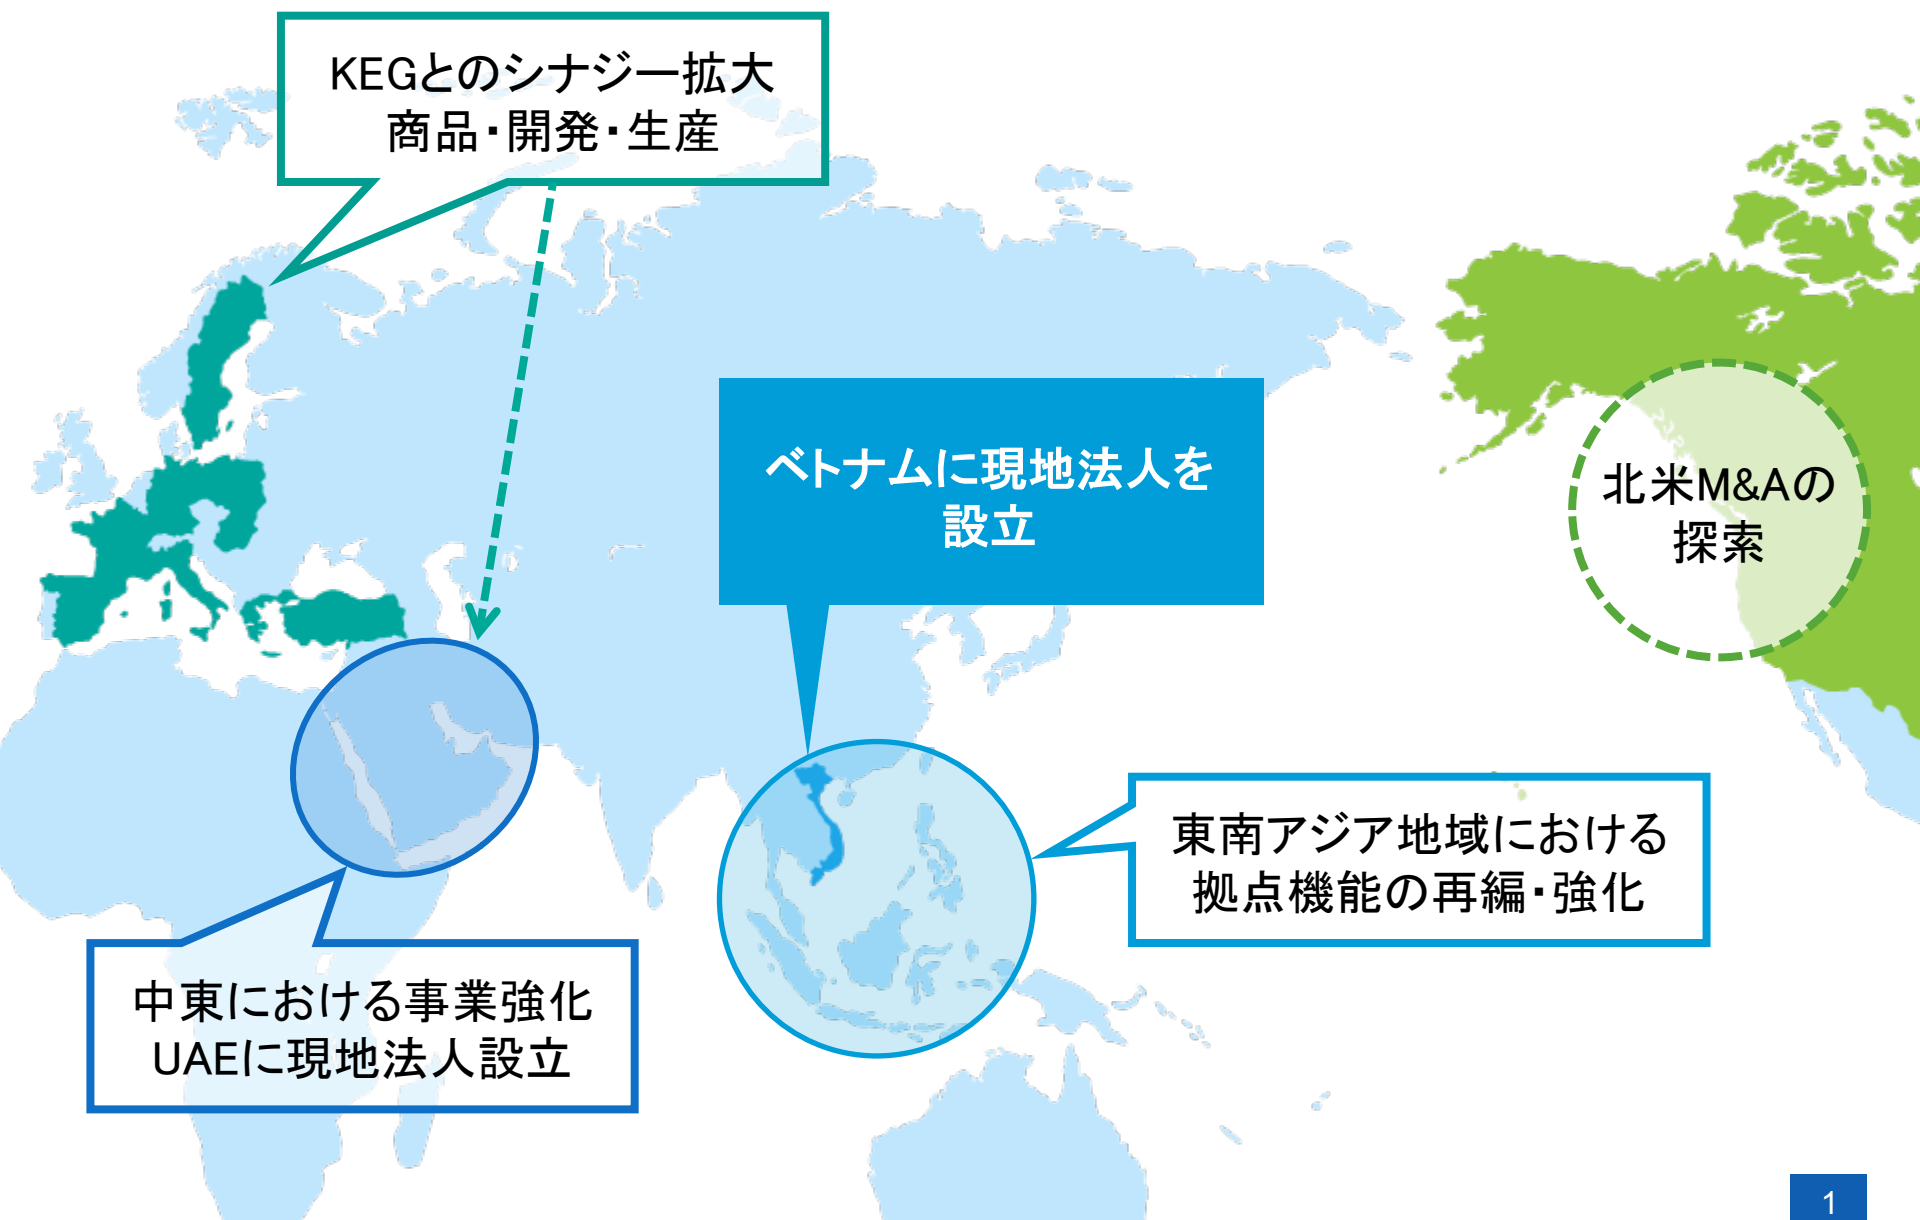 KEGとのシナジー拡大
商品・開発・生産
ベトナムに現地法人を
設立
北米M&Aの
探索
東南アジア地域における
拠点機能の再編・強化
中東における事業強化
UAEに現地法人設立
1